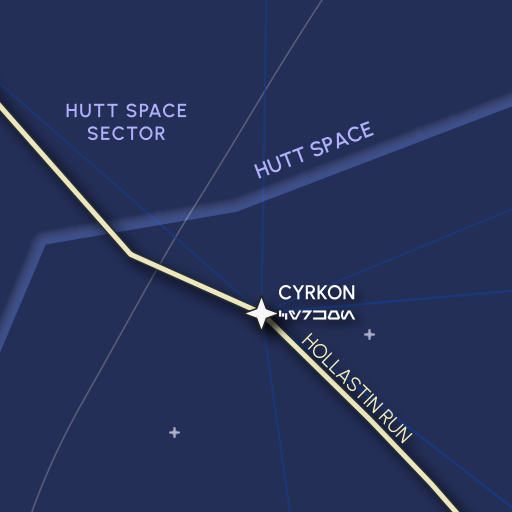 HUTT SPACE
SECTOR
HUTT SPACE
CYRKON
HOLLASTIN RUN